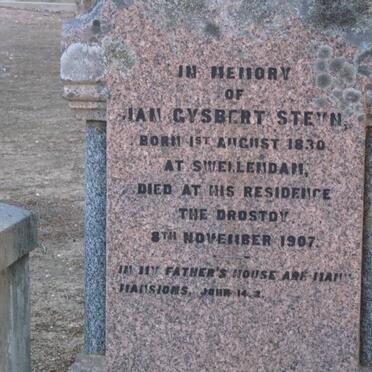 IN MEMORY
OF
JAN GYSBERT STEYN,
BORN 1ST AUGUST 1830
AT SWELLENDAM,
DIED AT HIS RESIDENCE
THE DROSTDY
8TH NOVEMBER 1907.
IN MY FATHER'S HOUSE ARE MANY
MANSIONS. JOHN 14.2.